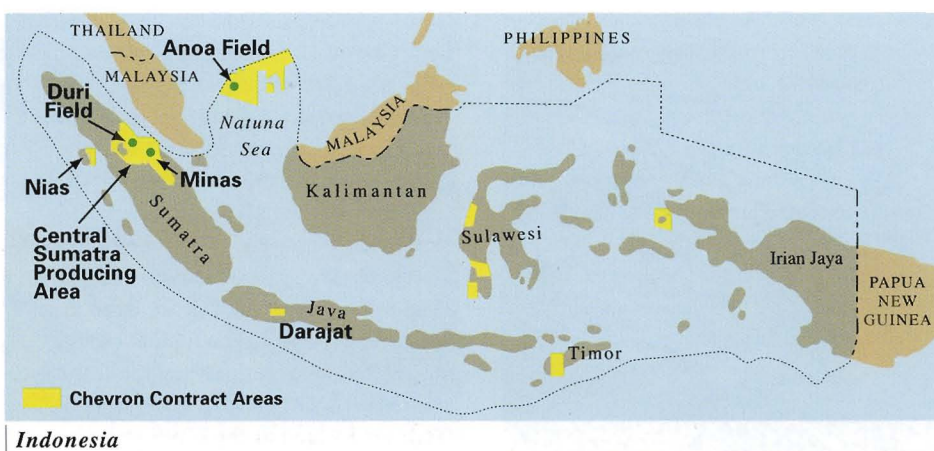 THAILAND
MALAYSIA
Anoa Field
PHILIPPINES
Duri
Field
Natuna
Sea
MALAYSIA
Nias
Minas
Kalimantan
Sumatra
Central
Sumatra
Producing
Area
Sulawesi
Irian Jaya
PAPUA
NEW
GUINEA
Java
Darajat
Timor
Chevron Contract Areas
Indonesia